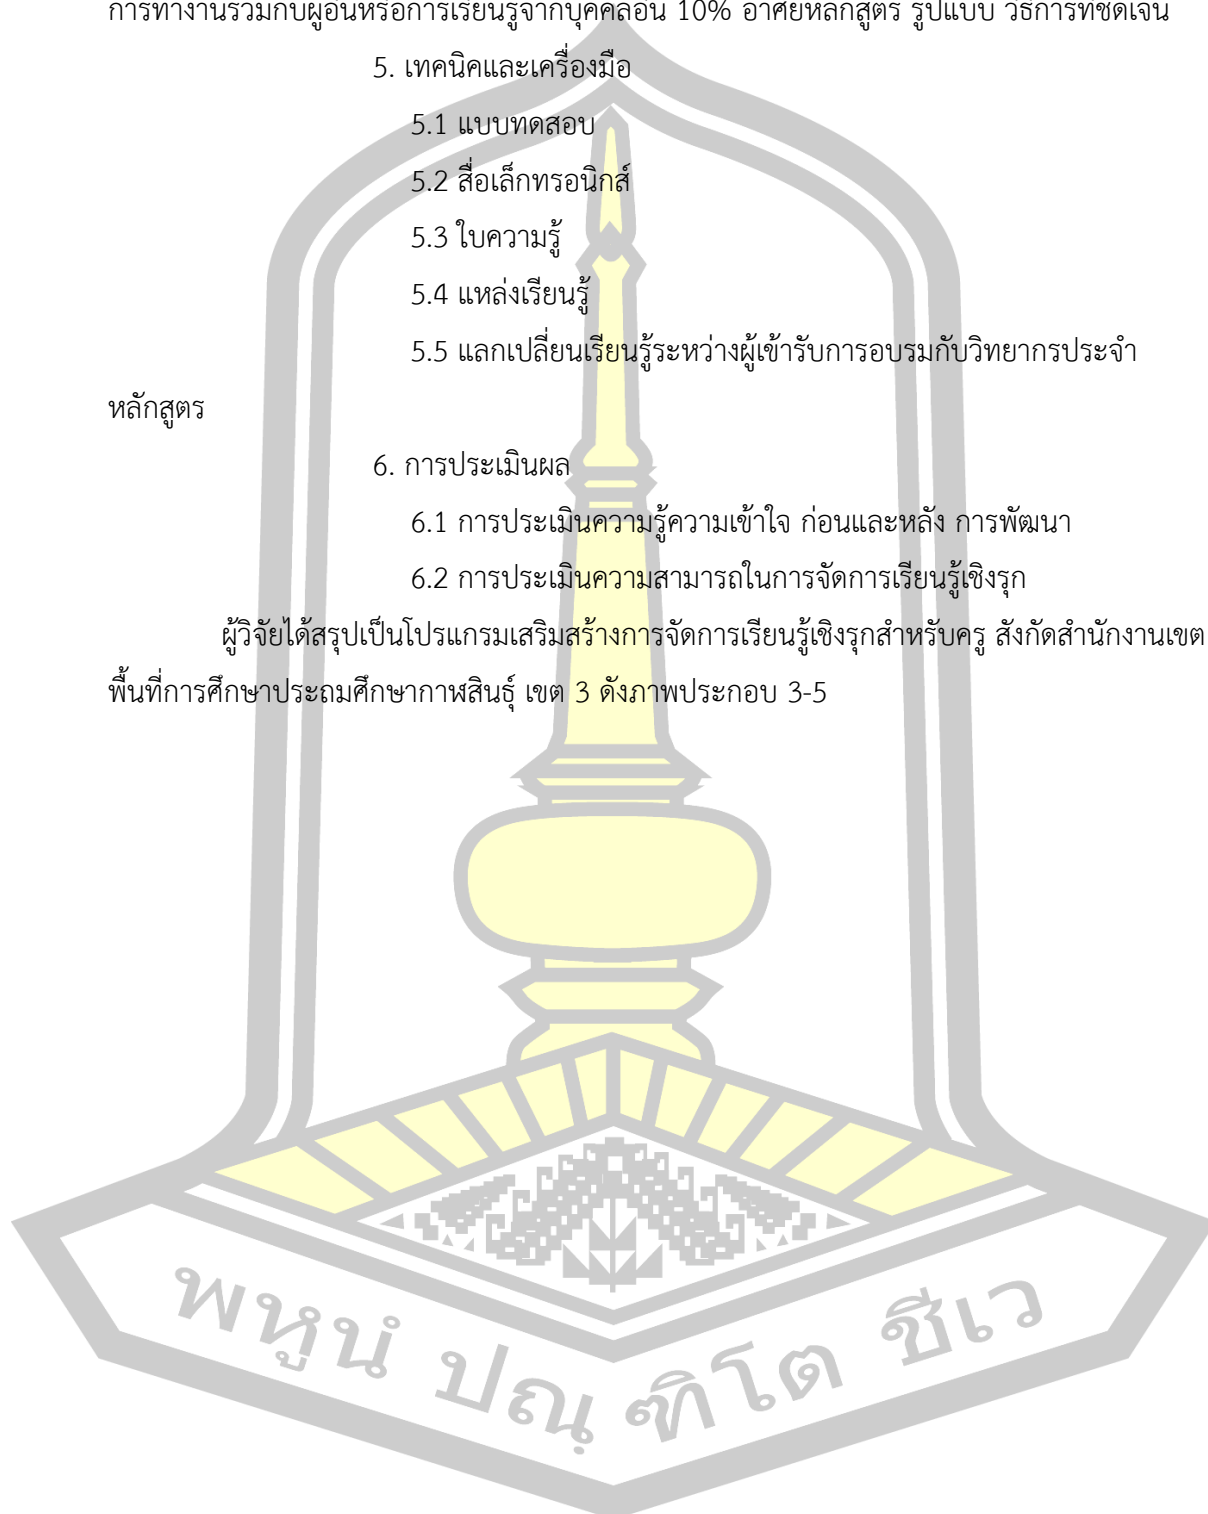 การทำงานร่วมกับผู้อื่นหรือการเรียนรู้จากบุคคลอื่น 10% อาศัยหลักสูตร รูปแบบ วิธีการที่ชัดเจน
5. เทคนิคและเครื่องมือ
5.1 แบบทดสอบ
5.2 สื่อเล็กทรอนิกส์
5.3 ใบความรู้
5.4 แหล่งเรียนรู้
5.5 แลกเปลี่ยนเรียนรู้ระหว่างผู้เข้ารับการอบรมกับวิทยากรประจำ
หลักสูตร
6. การประเมินผล
6.1 การประเมินความรู้ความเข้าใจ ก่อนและหลัง การพัฒนา
6.2 การประเมินความสามารถในการจัดการเรียนรู้เชิงรุก
ผู้วิจัยได้สรุปเป็นโปรแกรมเสริมสร้างการจัดการเรียนรู้เชิงรุกสำหรับครู สังกัดสำนักงานเขต
พื้นที่การศึกษาประถมศึกษากาฬสินธุ์ เขต 3 ดังภาพประกอบ 3-5
พหูนํ ปณฺฑิโต ชีเว